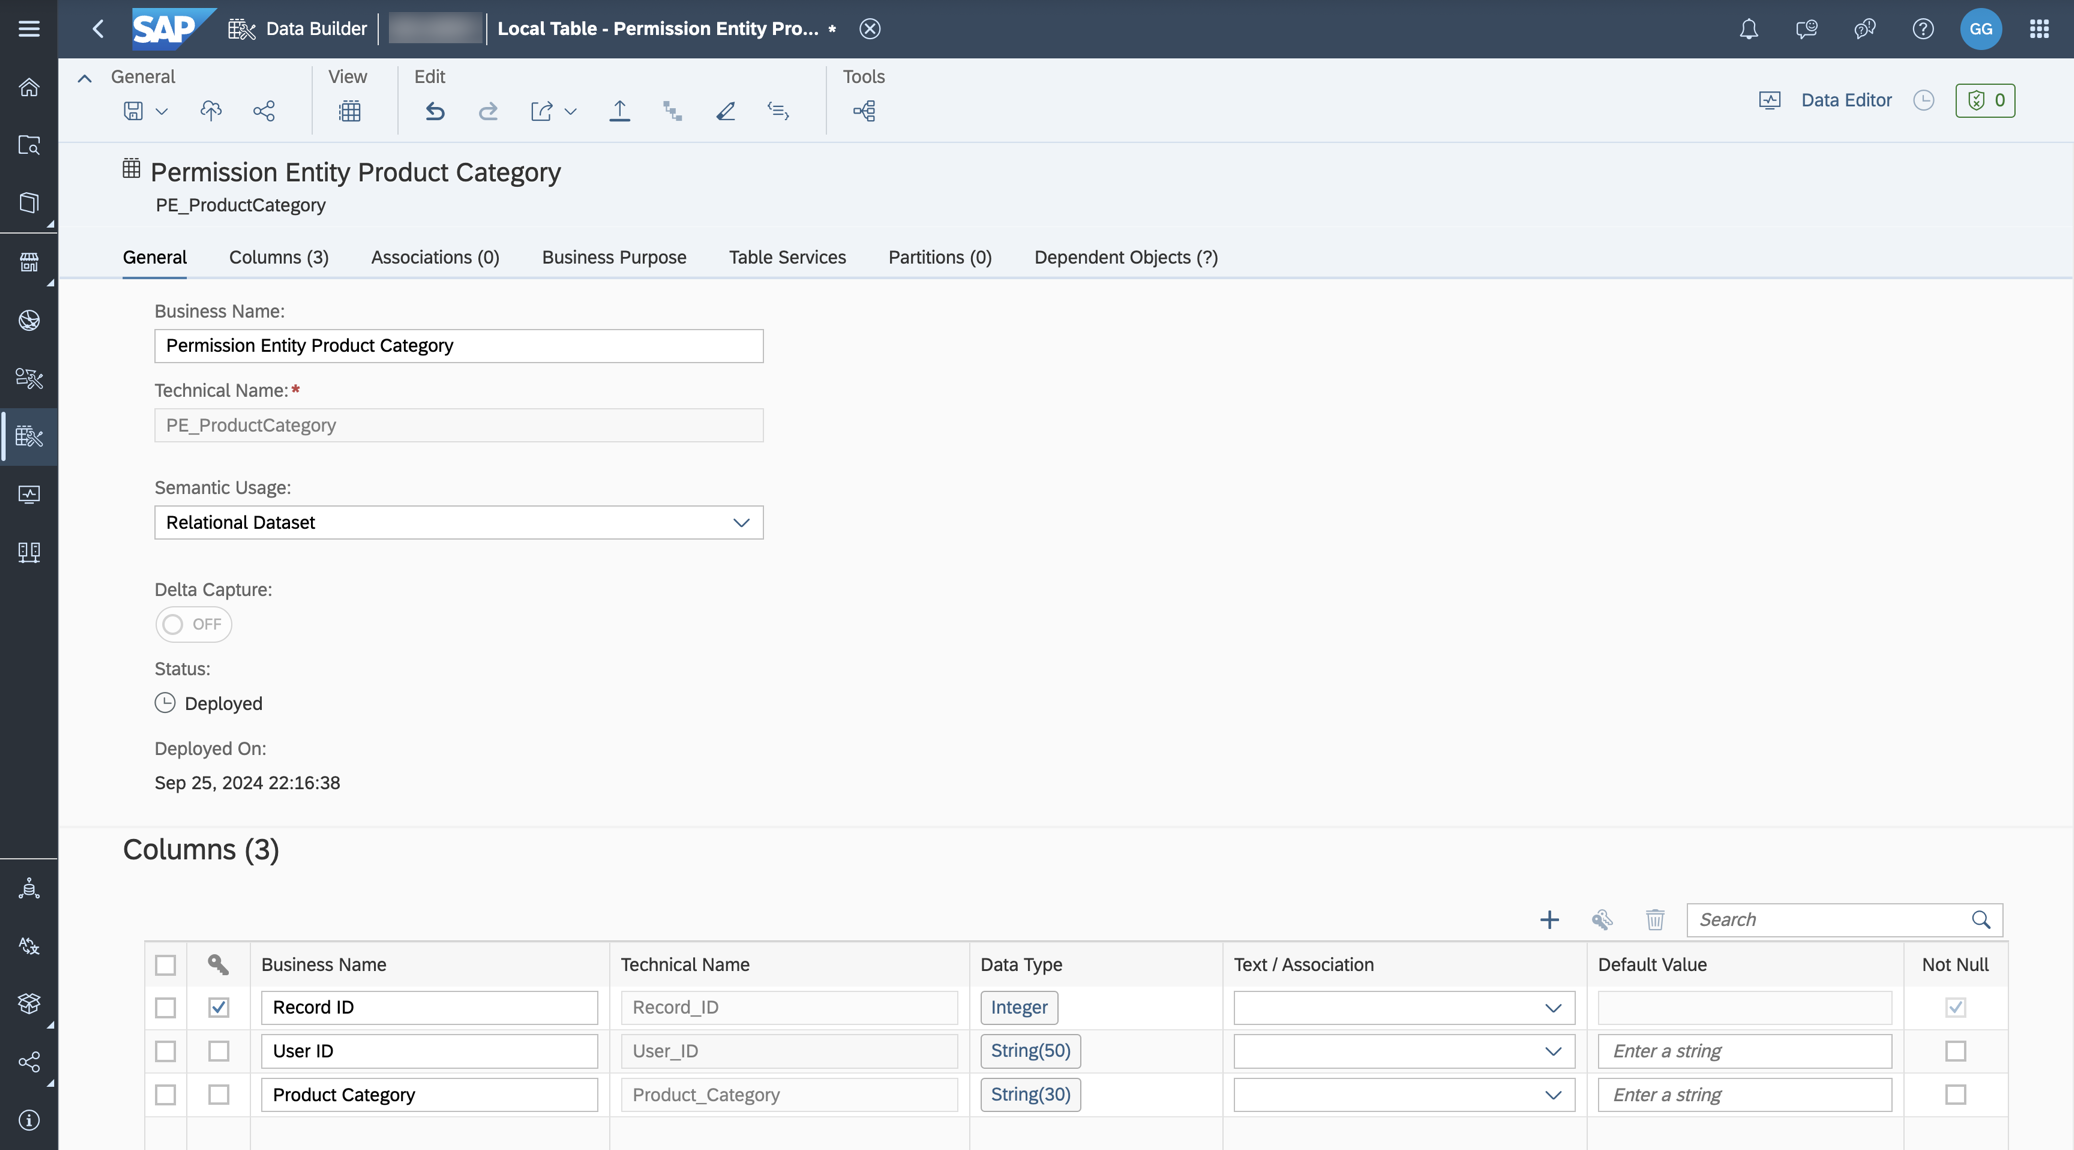 SAP
Data Builder
Local Table - Permission Entity Pro... *
GG
General
View
Edit
Tools
Data Editor
0
Permission Entity Product Category
PE_ProductCategory
General
Columns (3)
Associations (0)
Business Purpose
Table Services
Partitions (0)
Dependent Objects (?)
Business Name:
Permission Entity Product Category
Technical Name:*
PE_ProductCategory
Semantic Usage:
Relational Dataset
Delta Capture:
OFF
Status:
Deployed
Deployed On:
Sep 25, 2024 22:16:38
Columns (3)
Search
Business Name Technical Name Data Type Text / Association Default Value Not Null
Record ID Record_ID Integer
User ID User_ID String(50) Enter a string
Product Category Product_Category String(30) Enter a string